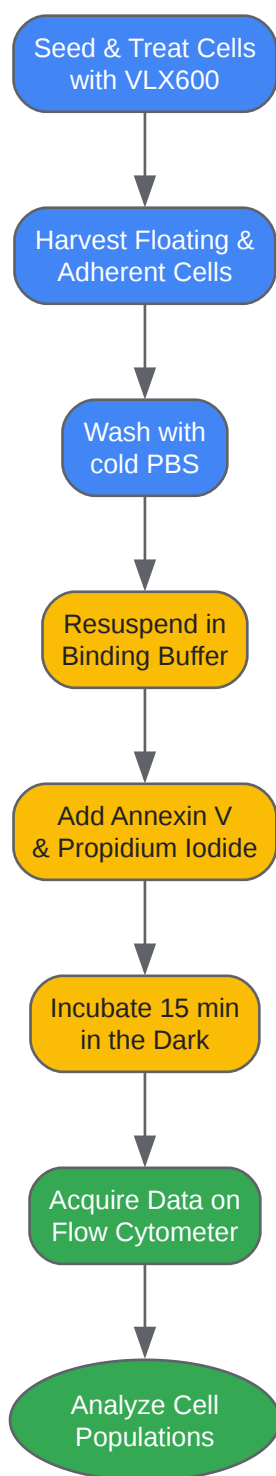 Seed & Treat Cells
with VLX600
Harvest Floating &
Adherent Cells
Wash with
cold PBS
Resuspend in
Binding Buffer
Add Annexin V
& Propidium Iodide
Incubate 15 min
in the Dark
Acquire Data on
Flow Cytometer
Analyze Cell
Populations